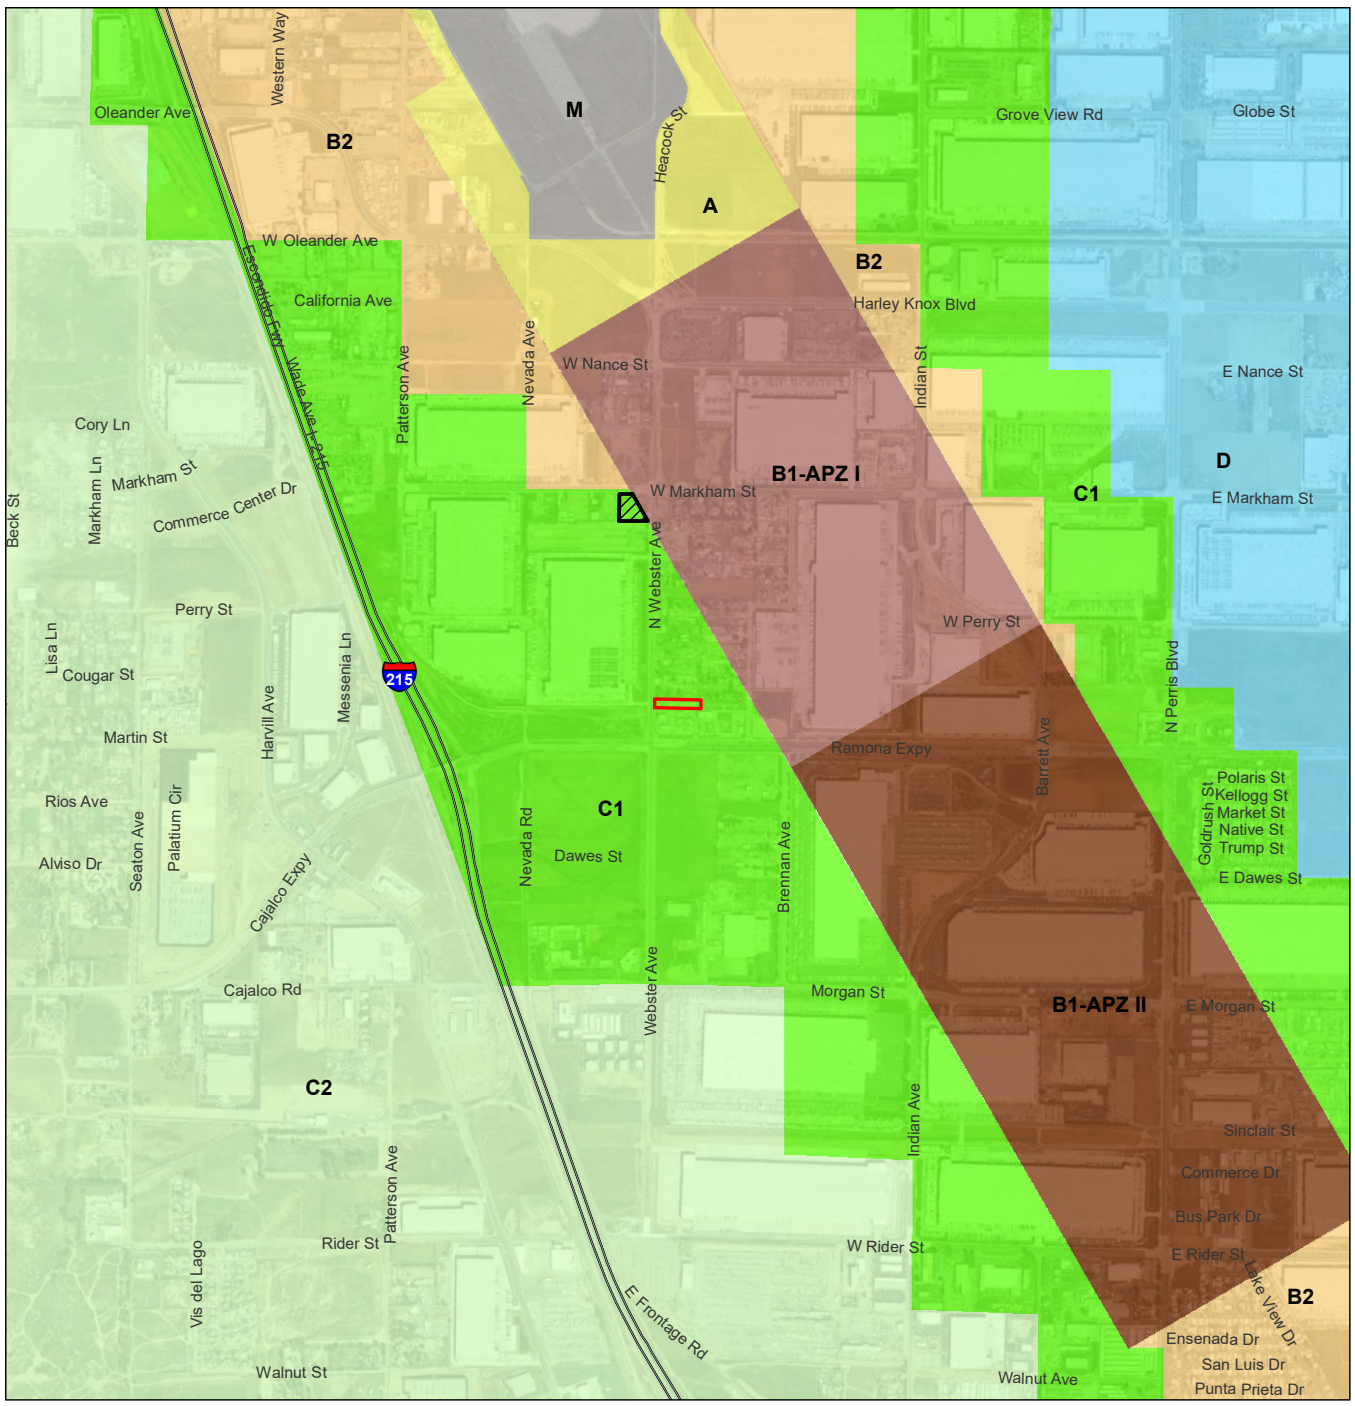 Western Way
Oleander Ave
B2
M
Heacock St
Grove View Rd
Globe St
A
W Oleander Ave
B2
Escondido Fwy
California Ave
Harley Knox Blvd
Nevada Ave
W Nance St
Indian St
E Nance St
Patterson Ave
Wade Ave I- 215
Cory Ln
Markham Ln
Markham St
B1-APZ I
D
Commerce Center Dr
W Markham St
C1
E Markham St
Beck St
N Webster Ave
Perry St
W Perry St
Lisa Ln
Cougar St
Messenia Ln
215
N Perris Blvd
Harvill Ave
Martin St
Ramona Expy
Barrett Ave
Rios Ave
Palatium Cir
C1
Polaris St
Kellogg St
Market St
Native St
Trump St
Goldrush St
Alviso Dr
Seaton Ave
Nevada Rd
Dawes St
Brennan Ave
E Dawes St
Cajalco Expy
Cajalco Rd
Webster Ave
Morgan St
B1-APZ II
E Morgan St
C2
Indian Ave
Sinclair St
Patterson Ave
Commerce Dr
Bus Park Dr
Rider St
W Rider St
E Rider St
Vis del Lago
E Frontage Rd
Lake View Dr
B2
Ensenada Dr
Walnut St
Walnut Ave
San Luis Dr
Punta Prieta Dr